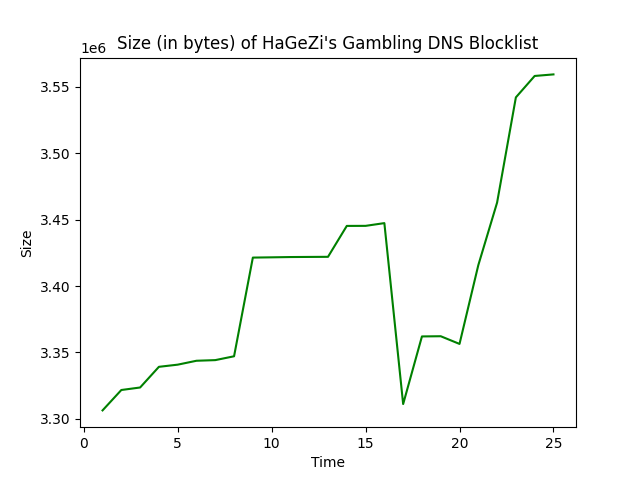 Size (in bytes) of HaGeZi's Gambling DNS Blocklist
1e6
3.55
3.50
3.45
3.40
3.35
3.30
Size
0 5 10 15 20 25
Time